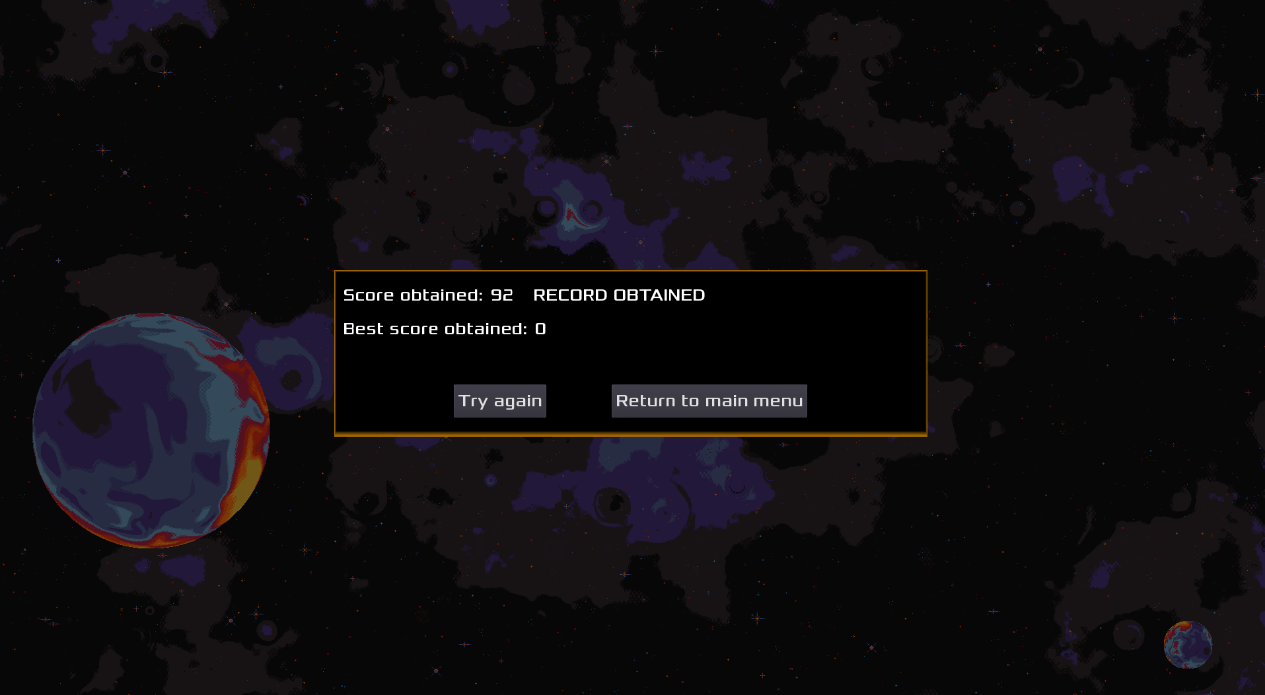 Score obtained: 92 RECORD OBTAINED
Best score obtained: 0
Try again Return to main menu